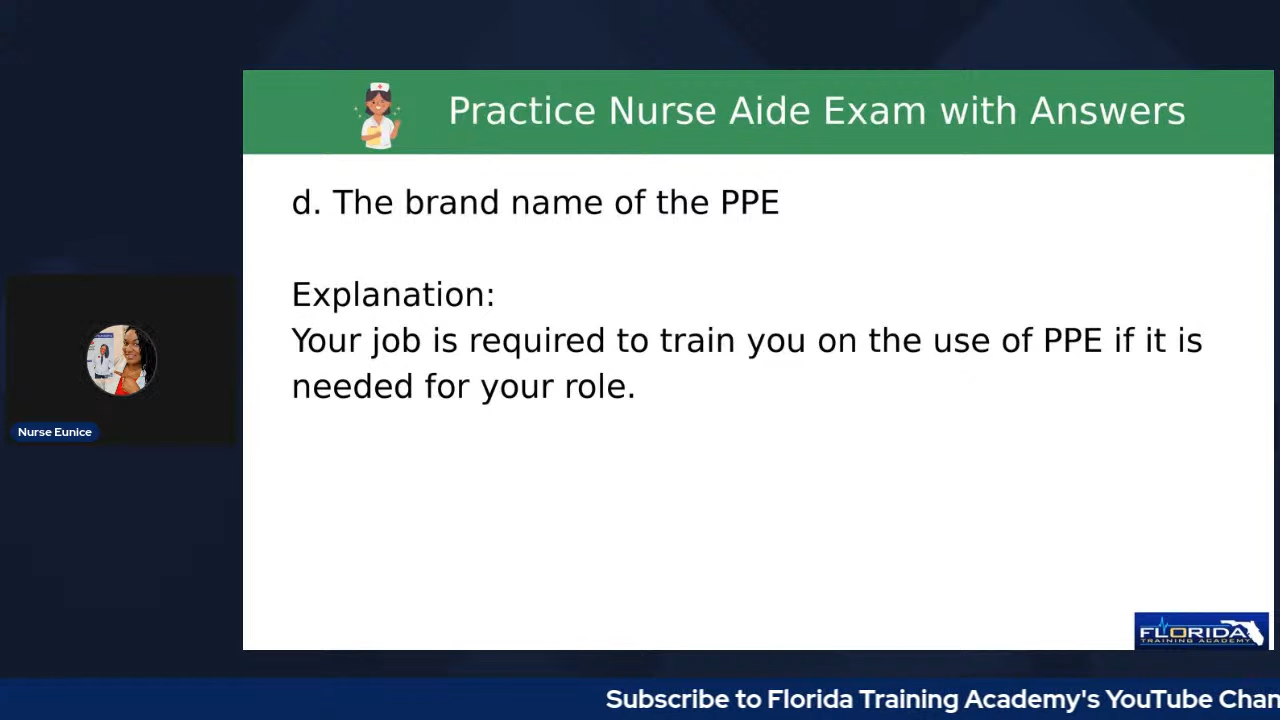 Practice Nurse Aide Exam with Answers
d. The brand name of the PPE
Explanation:
Your job is required to train you on the use of PPE if it is
needed for your role.
Nurse Eunice
FLORIDA
TRAINING ACADEMY
Subscribe to Florida Training Academy's YouTube Chan